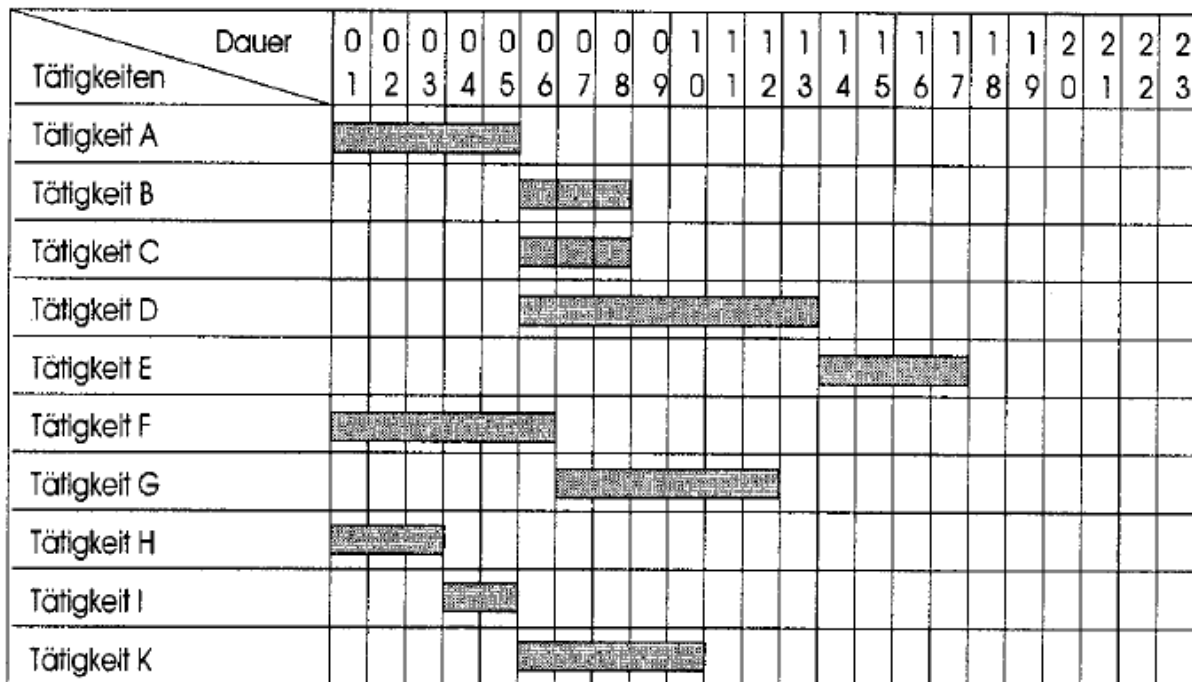 Dauer 0 0 0 0 0 0 0 0 0 1 1 1 1 1 1 1 1 1 1 2 2 2 2
Tätigkeiten 1 2 3 4 5 6 7 8 9 0 1 2 3 4 5 6 7 8 9 0 1 2 3
Tätigkeit A
Tätigkeit B
Tätigkeit C
Tätigkeit D
Tätigkeit E
Tätigkeit F
Tätigkeit G
Tätigkeit H
Tätigkeit I
Tätigkeit K